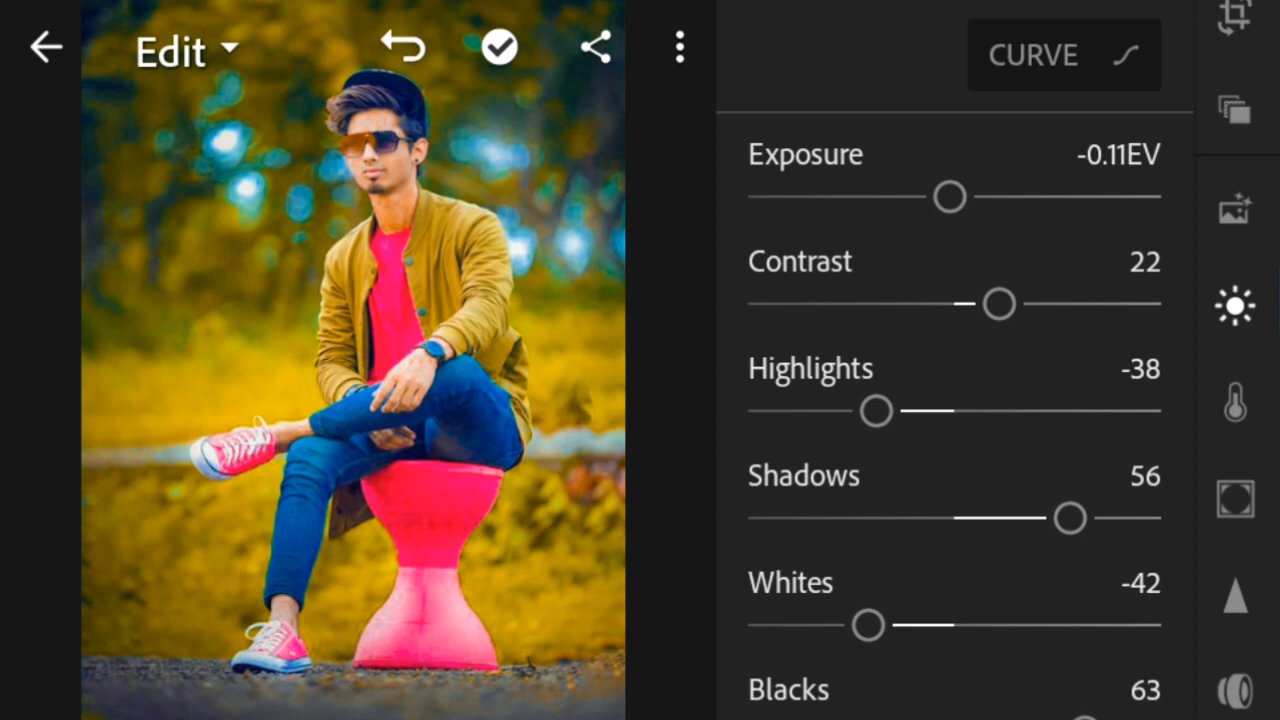 Edit
CURVE
Exposure -0.11EV
Contrast 22
Highlights -38
Shadows 56
Whites -42
Blacks 63